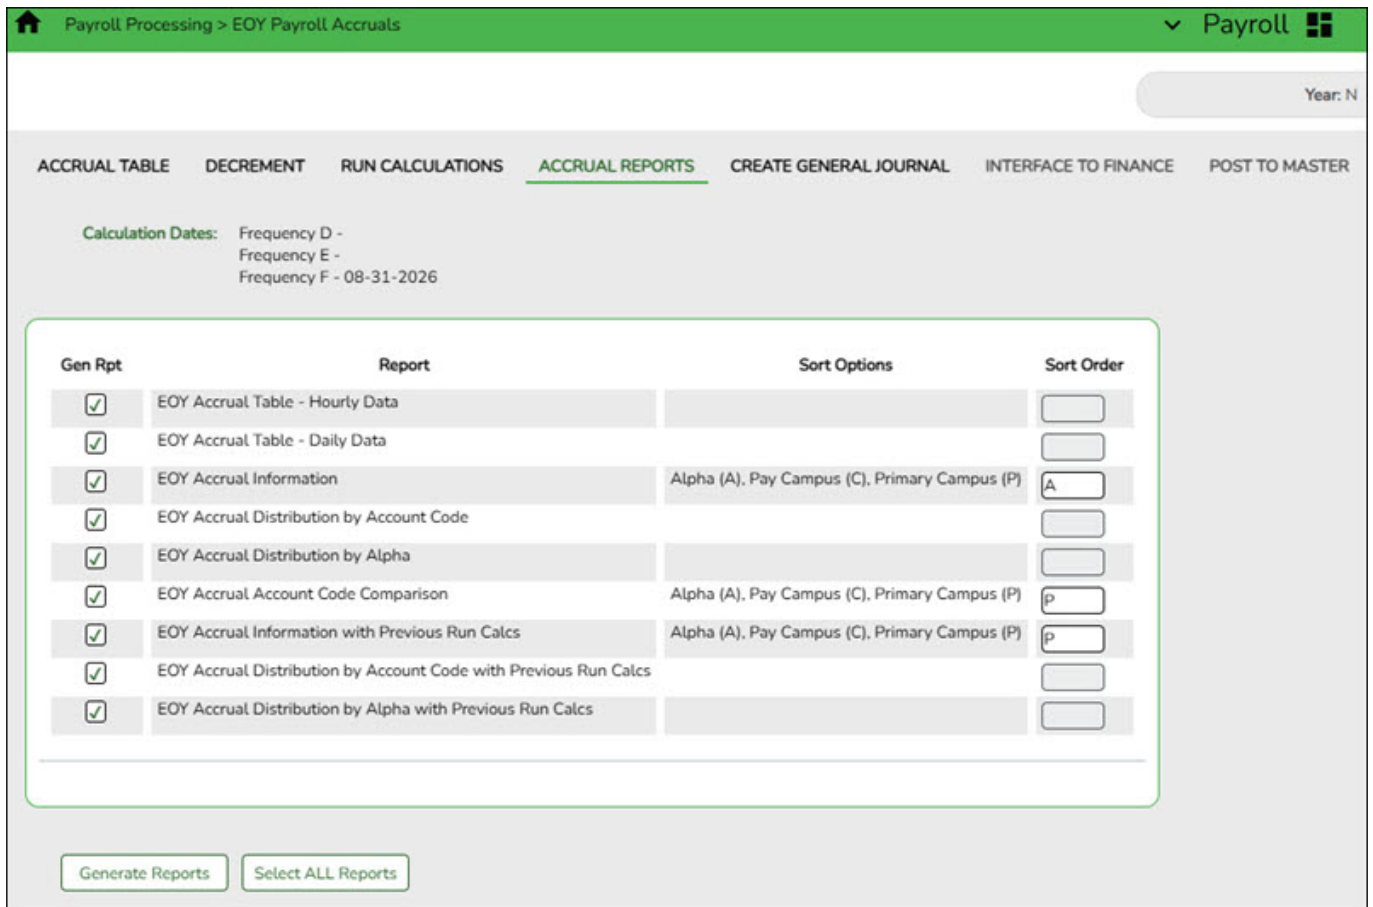 Payroll Processing > EOY Payroll Accruals
Payroll
Year: N
ACCRUAL TABLE DECREMENT RUN CALCULATIONS ACCRUAL REPORTS CREATE GENERAL JOURNAL INTERFACE TO FINANCE POST TO MASTER
Calculation Dates: Frequency D -
Frequency E -
Frequency F - 08-31-2026
Gen Rpt Report Sort Options Sort Order
EOY Accrual Table - Hourly Data
EOY Accrual Table - Daily Data
EOY Accrual Information Alpha (A), Pay Campus (C), Primary Campus (P) A
EOY Accrual Distribution by Account Code
EOY Accrual Distribution by Alpha
EOY Accrual Account Code Comparison Alpha (A), Pay Campus (C), Primary Campus (P) P
EOY Accrual Information with Previous Run Calcs Alpha (A), Pay Campus (C), Primary Campus (P) P
EOY Accrual Distribution by Account Code with Previous Run Calcs
EOY Accrual Distribution by Alpha with Previous Run Calcs
Generate Reports Select ALL Reports